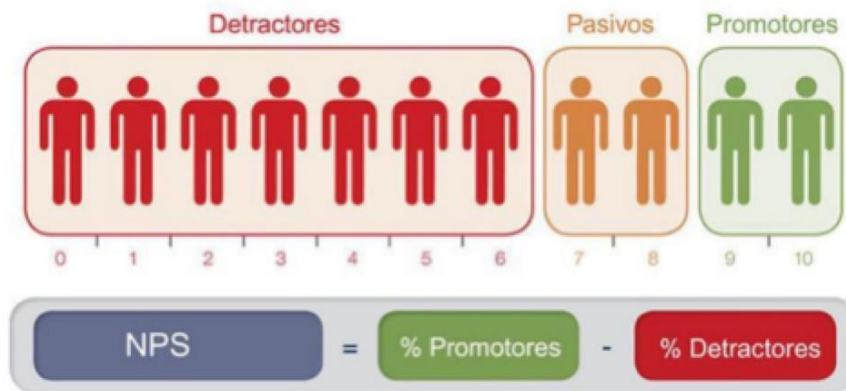 Detractores Pasivos Promotores
0 1 2 3 4 5 6 7 8 9 10
NPS = % Promotores - % Detractores